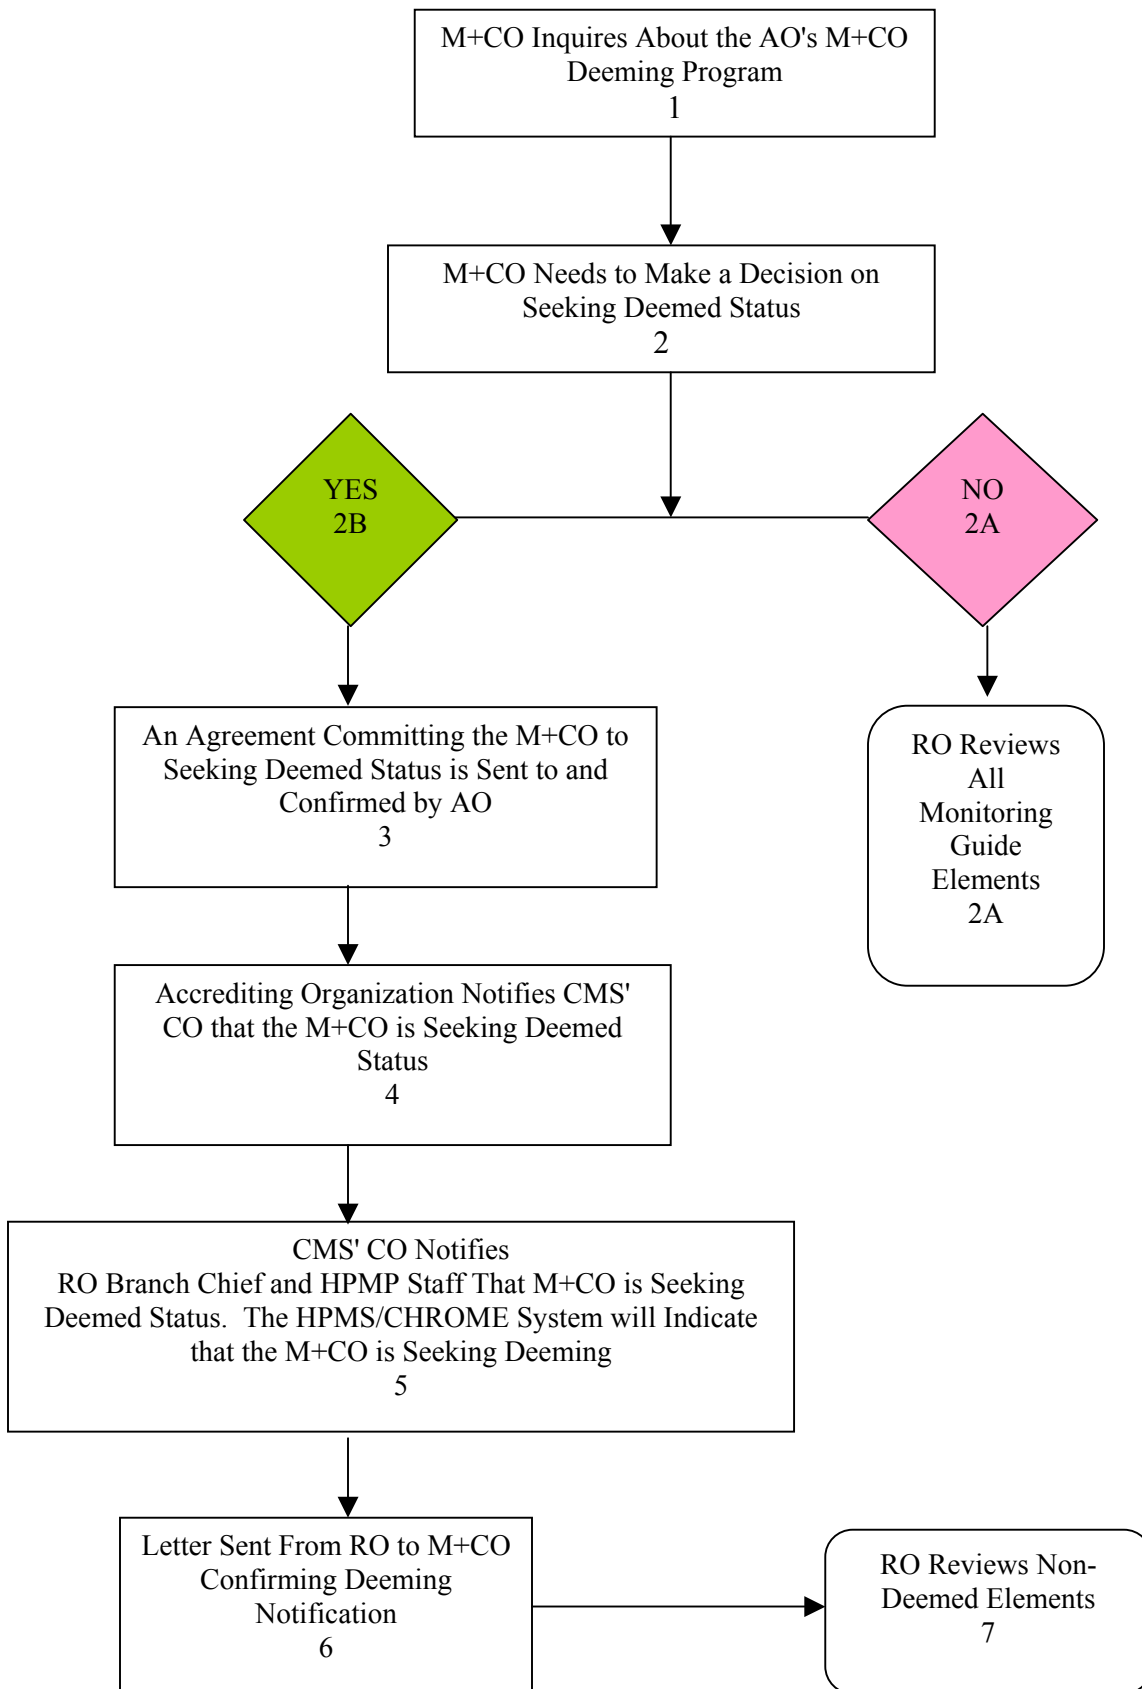 M+CO Inquires About the AO's M+CO
Deeming Program
1
M+CO Needs to Make a Decision on
Seeking Deemed Status
2
YES
2B
NO
2A
An Agreement Committing the M+CO to
Seeking Deemed Status is Sent to and
Confirmed by AO
3
RO Reviews
All
Monitoring
Guide
Elements
2A
Accrediting Organization Notifies CMS'
CO that the M+CO is Seeking Deemed
Status
4
CMS' CO Notifies
RO Branch Chief and HPMP Staff That M+CO is Seeking
Deemed Status.  The HPMS/CHROME System will Indicate
that the M+CO is Seeking Deeming
5
Letter Sent From RO to M+CO
Confirming Deeming
Notification
6
RO Reviews Non-
Deemed Elements
7